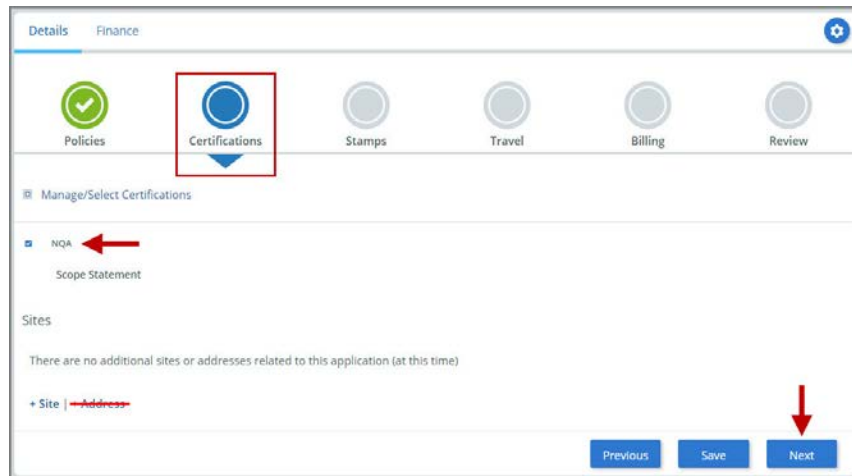 Details Finance
Policies Certifications Stamps Travel Billing Review
Manage/Select Certifications
NQA
Scope Statement
Sites
There are no additional sites or addresses related to this application (at this time)
+ Site | + Address
Previous Save Next